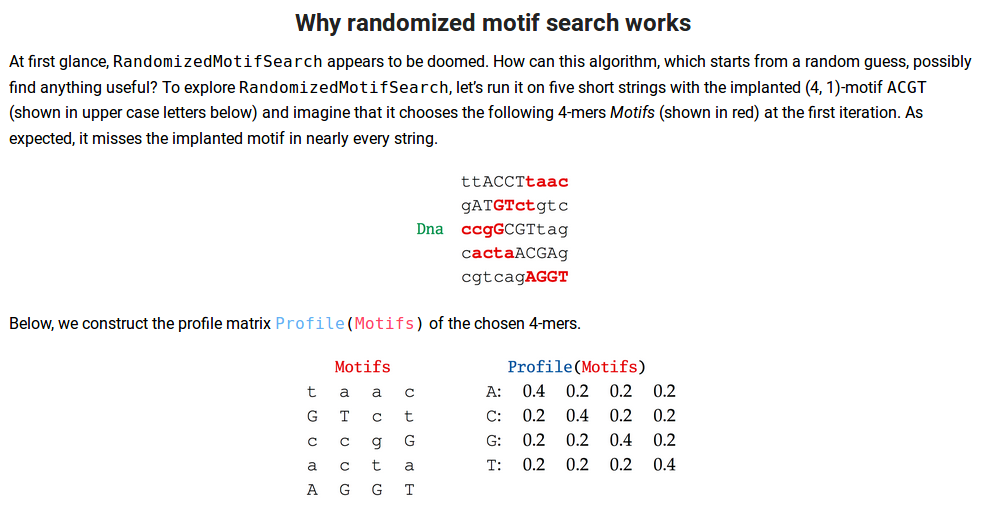 Why randomized motif search works
At first glance, RandomizedMotifSearch appears to be doomed. How can this algorithm, which starts from a random guess, possibly
find anything useful? To explore RandomizedMotifSearch, let's run it on five short strings with the implanted (4, 1)-motif ACGT
(shown in upper case letters below) and imagine that it chooses the following 4-mers Motifs (shown in red) at the first iteration. As
expected, it misses the implanted motif in nearly every string.
ttACCTtaac
gATGTctgtc
Dna ccgGCGTtag
cactaACGAg
cgtcagAGGT
Below, we construct the profile matrix Profile(Motifs) of the chosen 4-mers.
Motifs Profile(Motifs)
t a a c A: 0.4 0.2 0.2 0.2
G T c t C: 0.2 0.4 0.2 0.2
c c g G G: 0.2 0.2 0.4 0.2
a c t a T: 0.2 0.2 0.2 0.4
A G G T